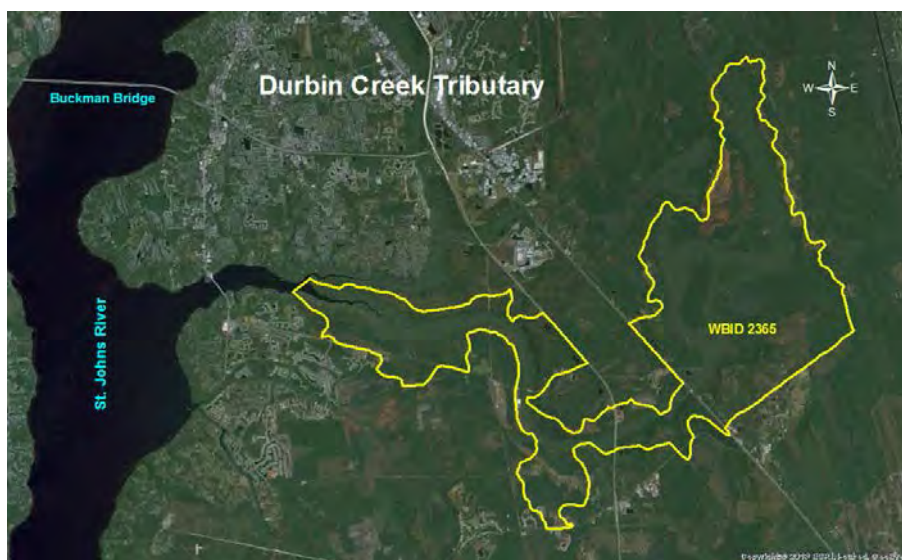 Durbin Creek Tributary
Buckman Bridge
N
W E
S
St. Johns River
WBID 2365